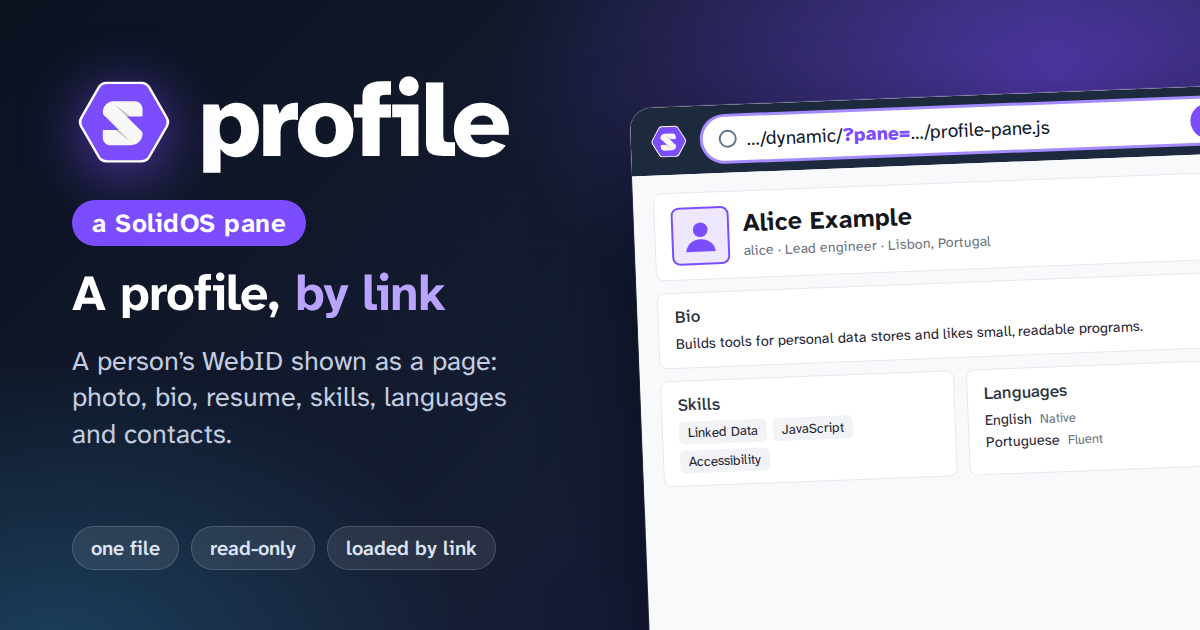 profile
a SolidOS pane
A profile, by link
A person’s WebID shown as a page:
photo, bio, resume, skills, languages
and contacts.
one file
read-only
loaded by link
.../dynamic/?pane=.../profile-pane.js
Alice Example
alice · Lead engineer · Lisbon, Portugal
Bio
Builds tools for personal data stores and likes small, readable programs.
Skills
Linked Data
JavaScript
Accessibility
Languages
English Native
Portuguese Fluent